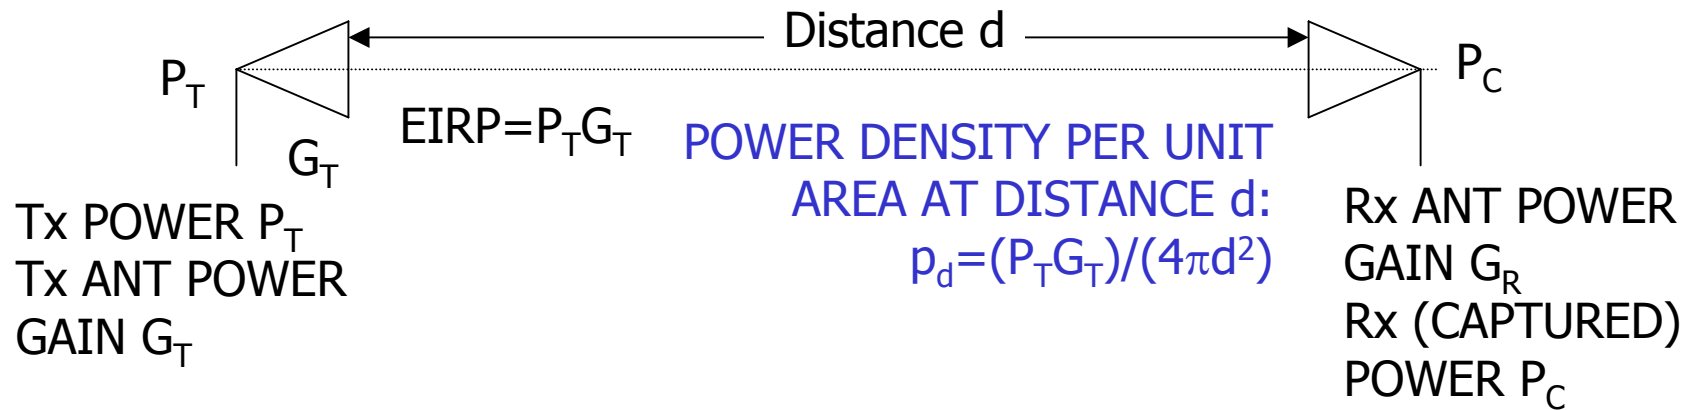 Distance d
P_T
P_C
EIRP=P_TG_T
G_T
POWER DENSITY PER UNIT
AREA AT DISTANCE d:
p_d=(P_TG_T)/(4πd²)
Tx POWER P_T
Tx ANT POWER
GAIN G_T
Rx ANT POWER
GAIN G_R
Rx (CAPTURED)
POWER P_C